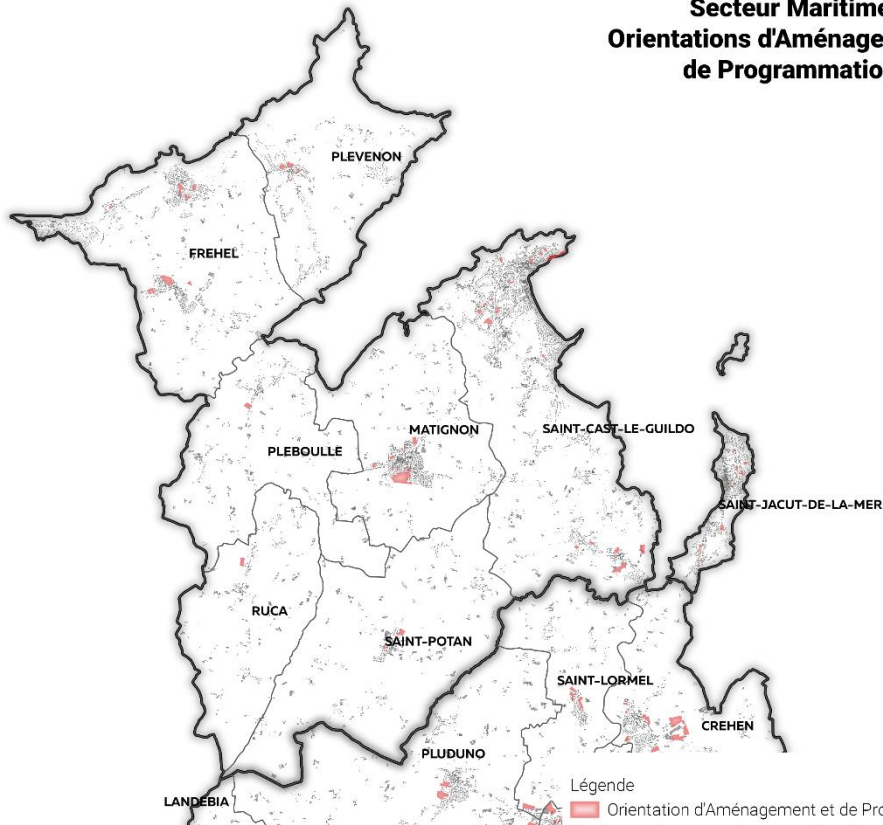 Secteur Maritime
Orientations d'Aménage
de Programmatio
PLEVENON
FREHEL
MATIGNON
SAINT-CAST-LE-GUILDO
PLEBOULLE
SAINT-JACUT-DE-LA-MER
RUCA
SAINT-POTAN
SAINT-LORMEL
CREHEN
PLUDUNO
LANDEBIA
Légende
Orientation d'Aménagement et de Pro